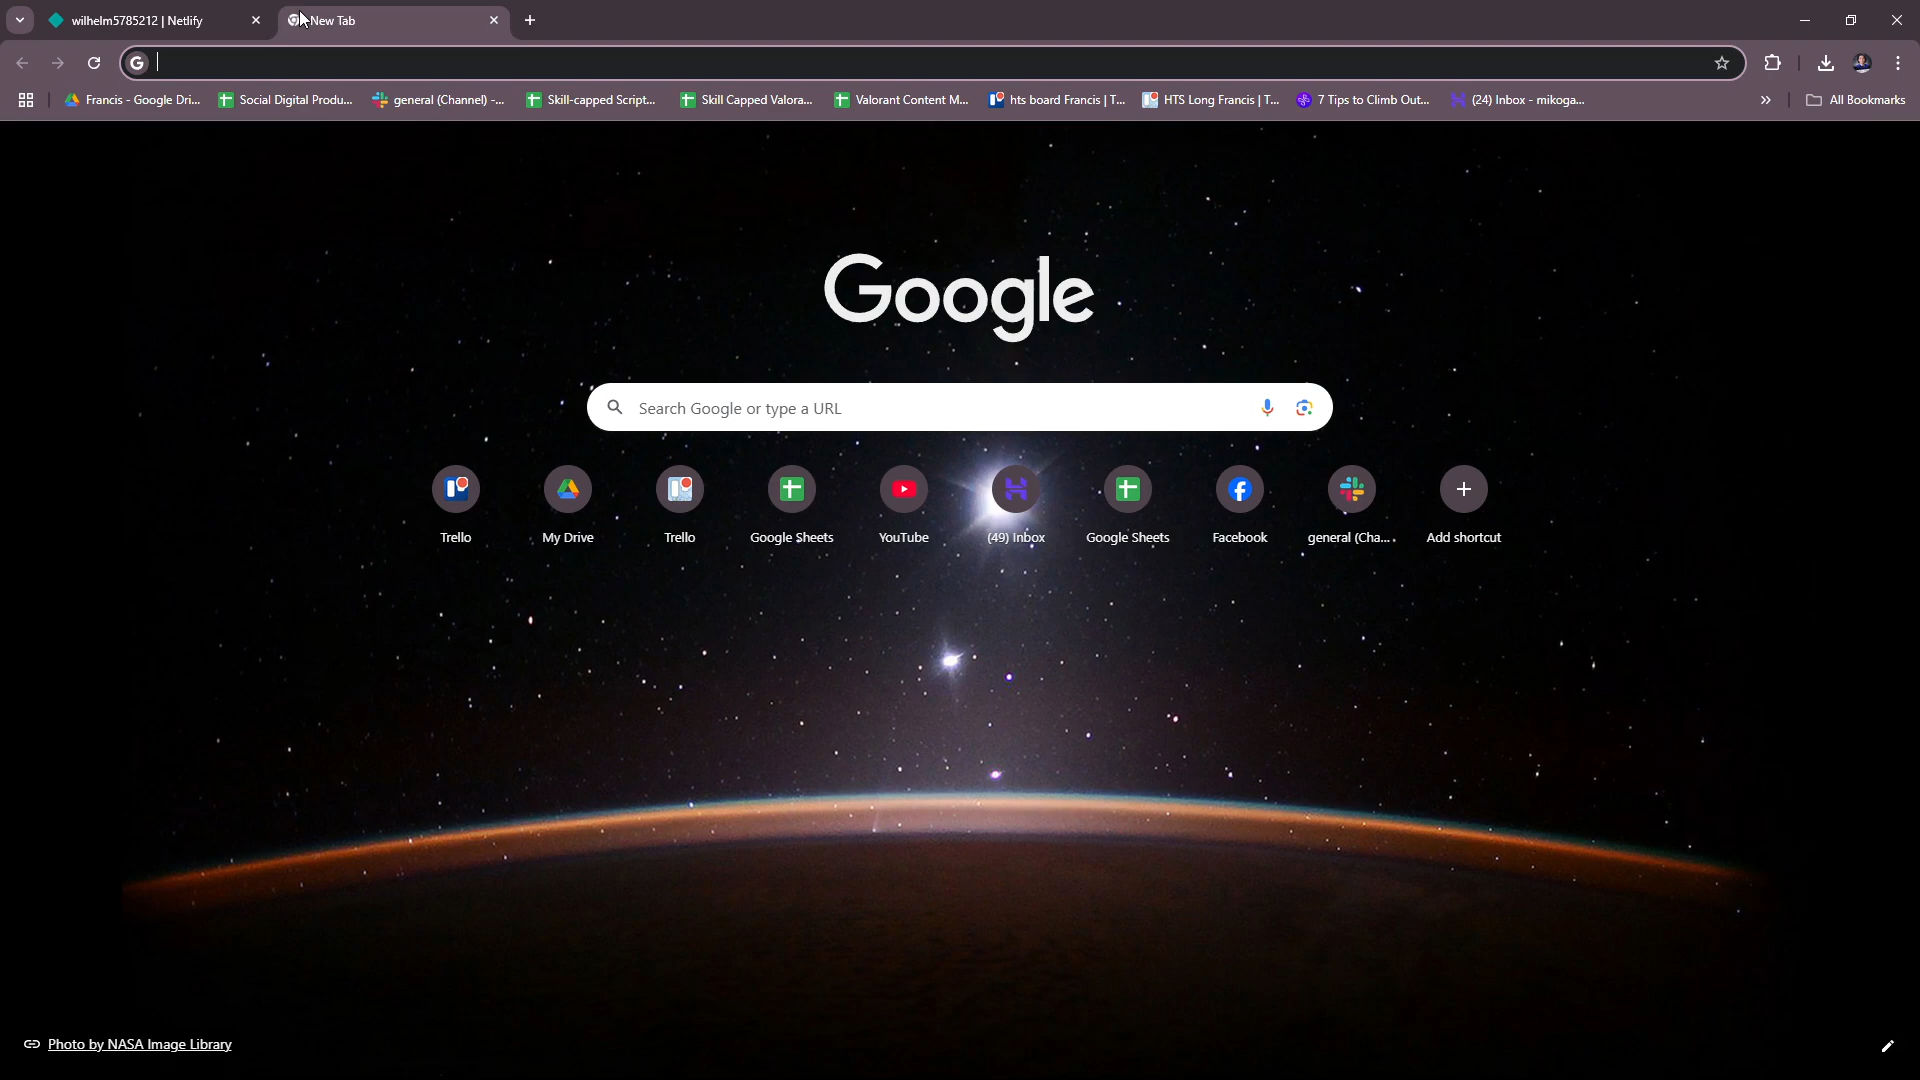 wilhelm5785212 | Netlify
New Tab
Francis - Google Dri...
Social Digital Produ...
general (Channel) -...
Skill-capped Script...
Skill Capped Valora...
Valorant Content M...
hts board Francis | T...
HTS Long Francis | T...
7 Tips to Climb Out...
(24) Inbox - mikoga...
All Bookmarks
Google
Search Google or type a URL
Trello
My Drive
Trello
Google Sheets
YouTube
(49) Inbox
Google Sheets
Facebook
general (Cha...
Add shortcut
Photo by NASA Image Library